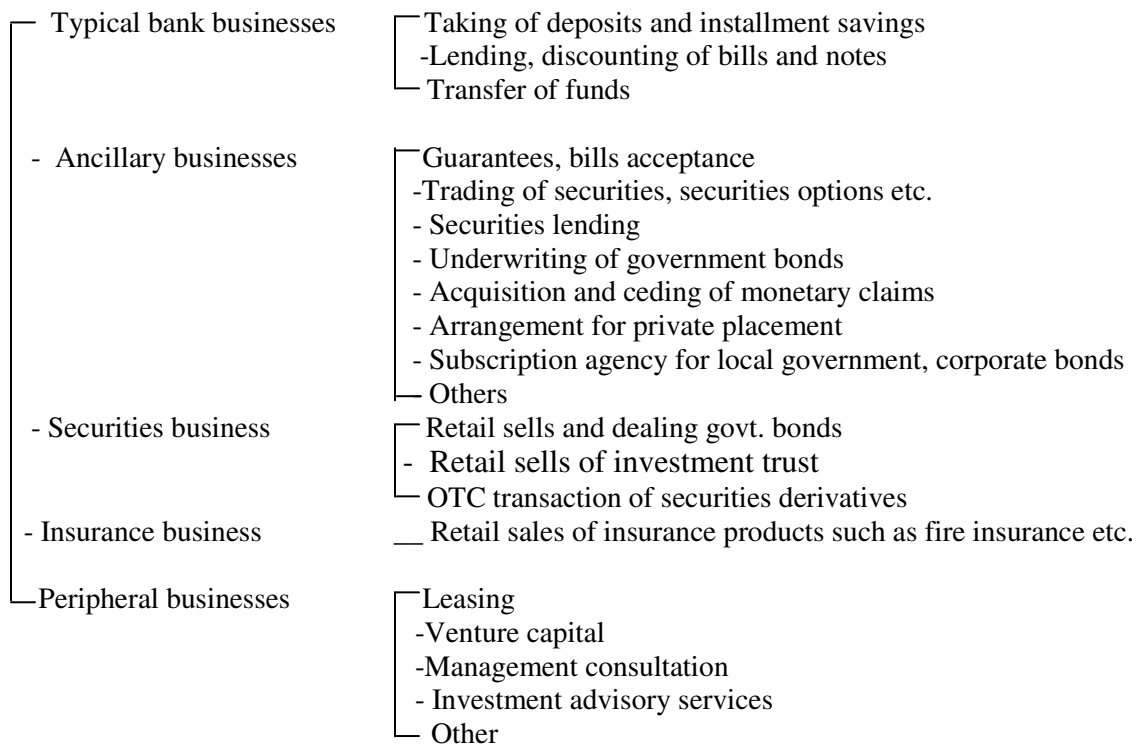 Typical bank businesses Taking of deposits and installment savings
-Lending, discounting of bills and notes
Transfer of funds
- Ancillary businesses Guarantees, bills acceptance
-Trading of securities, securities options etc.
- Securities lending
- Underwriting of government bonds
- Acquisition and ceding of monetary claims
- Arrangement for private placement
- Subscription agency for local government, corporate bonds
- Others
- Securities business Retail sells and dealing govt. bonds
- Retail sells of investment trust
OTC transaction of securities derivatives
- Insurance business __ Retail sales of insurance products such as fire insurance etc.
Peripheral businesses Leasing
-Venture capital
-Management consultation
- Investment advisory services
Other